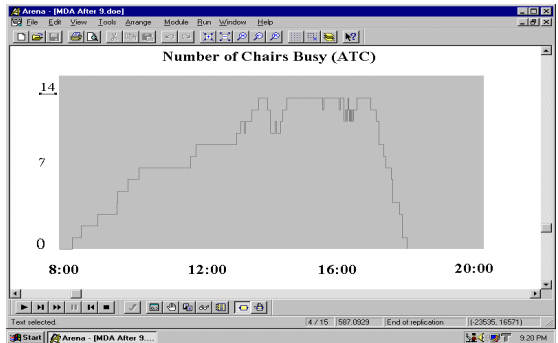 Arena - [MDA After 9.doe]
File Edit View Tools Arrange Module Run Window Help
Number of Chairs Busy (ATC)
14
7
0
8:00 12:00 16:00 20:00
Text selected. 4 / 15 587.0929 End of replication (-23535, 16571)
Start Arena - [MDA After 9.... 9:20 PM